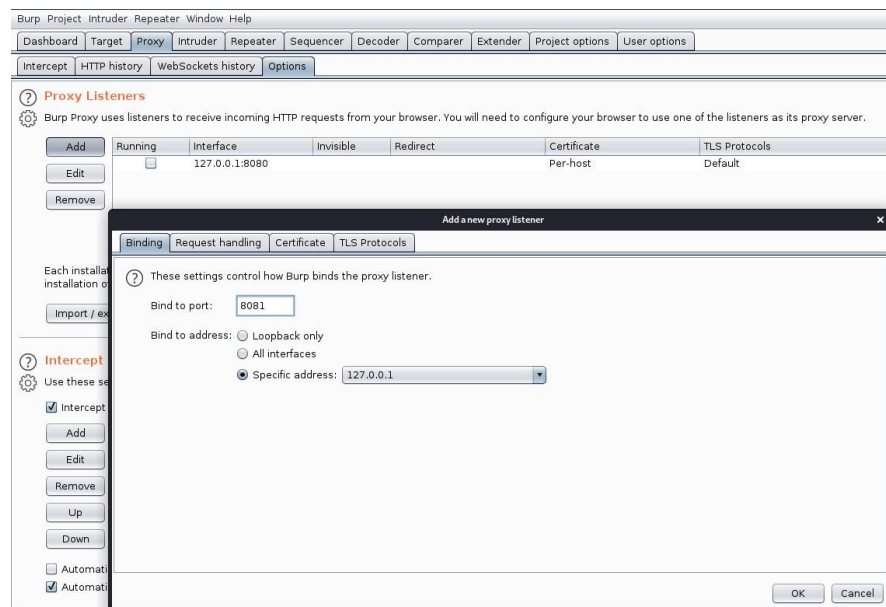 Burp Project Intruder Repeater Window Help
Dashboard Target Proxy Intruder Repeater Sequencer Decoder Comparer Extender Project options User options
Intercept HTTP history WebSockets history Options
Proxy Listeners
Burp Proxy uses listeners to receive incoming HTTP requests from your browser. You will need to configure your browser to use one of the listeners as its proxy server.
Add Running Interface Invisible Redirect Certificate TLS Protocols
127.0.0.1:8080 Per-host Default
Edit
Remove
Add a new proxy listener
Binding Request handling Certificate TLS Protocols
These settings control how Burp binds the proxy listener.
Bind to port: 8081
Bind to address: Loopback only
All interfaces
Specific address: 127.0.0.1
Each installa
installation o
Import / ex
Intercept
Use these se
Intercept
Add
Edit
Remove
Up
Down
Automati
Automati
OK Cancel